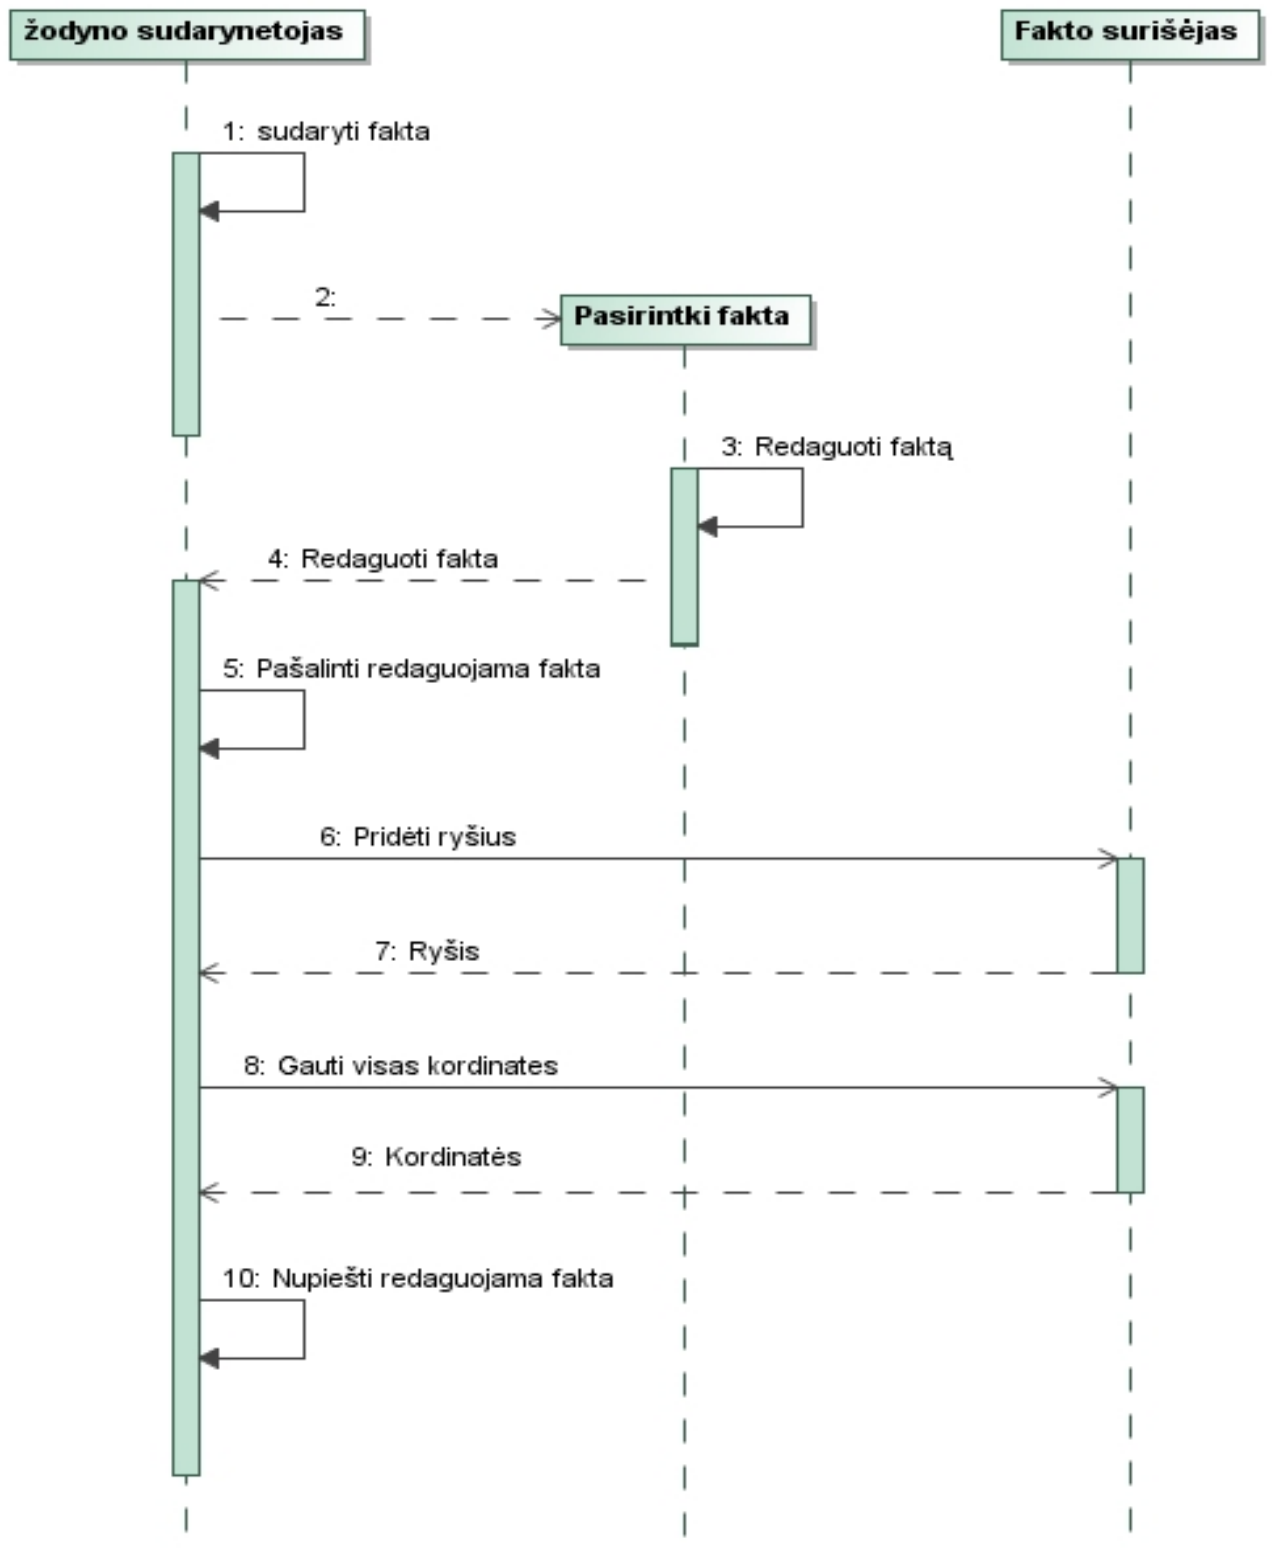 žodyno sudarynetojas
Fakto surišėjas
1: sudaryti fakta
2:
Pasirintki fakta
3: Redaguoti faktą
4: Redaguoti fakta
5: Pašalinti redaguojama fakta
6: Pridėti ryšius
7: Ryšis
8: Gauti visas kordinates
9: Kordinatės
10: Nupiešti redaguojama fakta